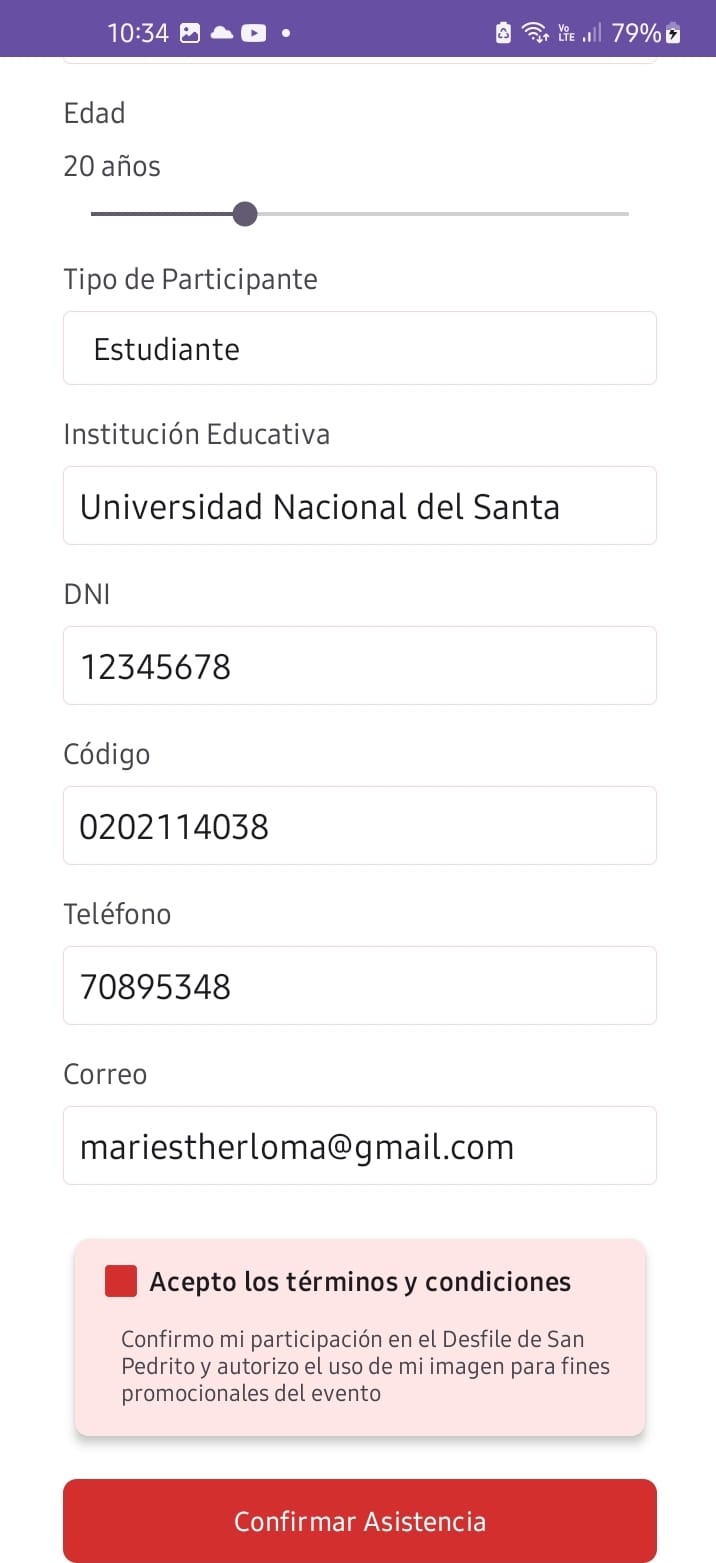 10:34
Vo
LTE
79%
Edad
20 años
Tipo de Participante
Estudiante
Institución Educativa
Universidad Nacional del Santa
DNI
12345678
Código
0202114038
Teléfono
70895348
Correo
mariestherloma@gmail.com
Acepto los términos y condiciones
Confirmo mi participación en el Desfile de San
Pedrito y autorizo el uso de mi imagen para fines
promocionales del evento
Confirmar Asistencia